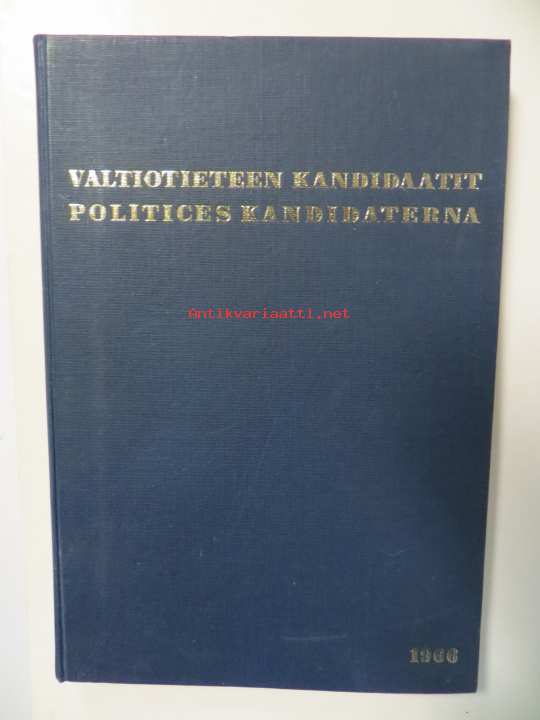 VALTIOTIETEEN KANDIDAATIT
POLITICES KANDIDATERNA
Antikvariaatti.net
1966